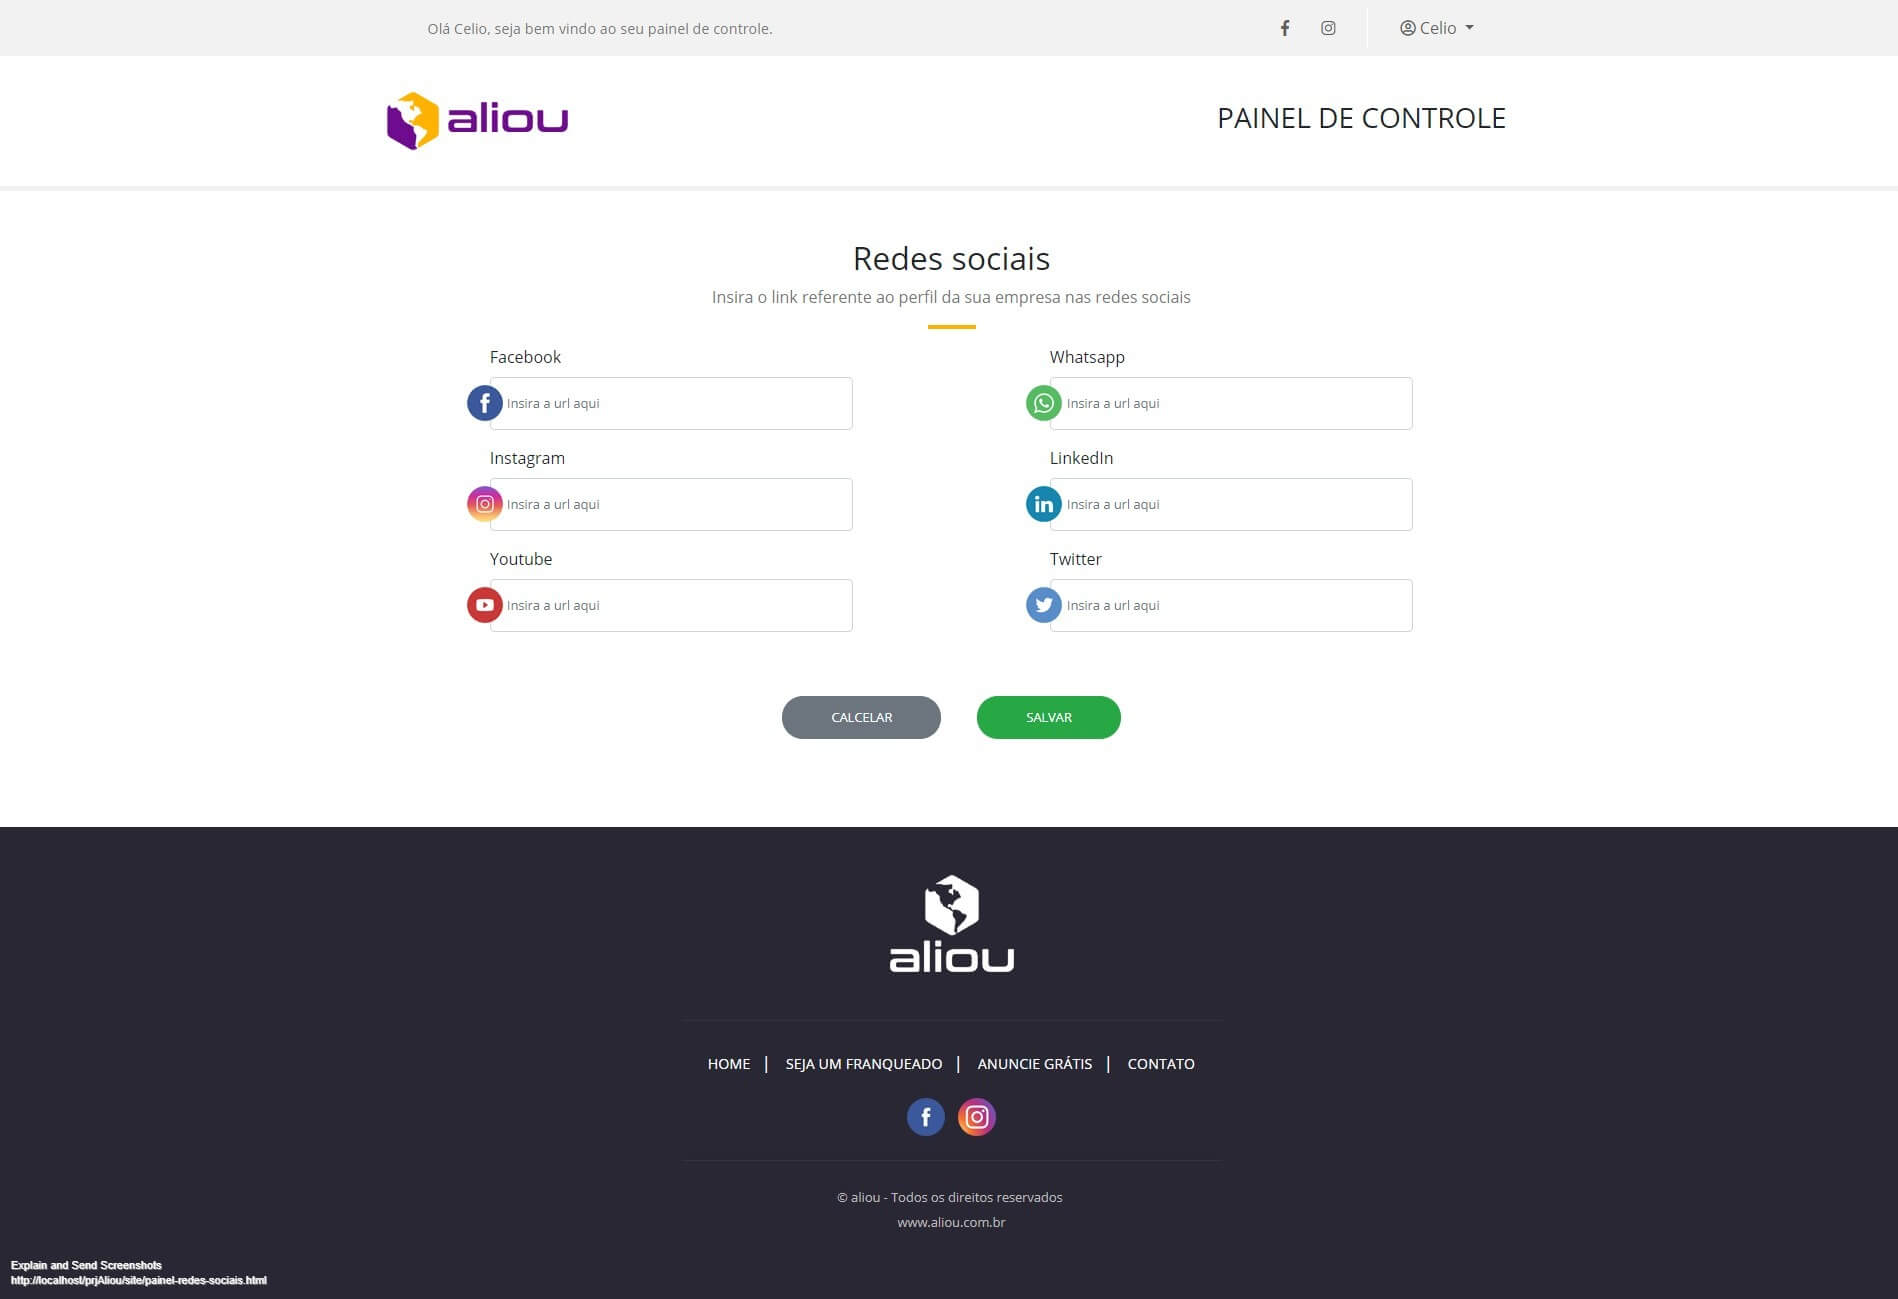 Olá Celio, seja bem vindo ao seu painel de controle.
Celio
aliou
PAINEL DE CONTROLE
Redes sociais
Insira o link referente ao perfil da sua empresa nas redes sociais
Facebook
Whatsapp
Insira a url aqui
Insira a url aqui
Instagram
LinkedIn
Insira a url aqui
Insira a url aqui
Youtube
Twitter
Insira a url aqui
Insira a url aqui
CALCELAR
SALVAR
aliou
HOME | SEJA UM FRANQUEADO | ANUNCIE GRÁTIS | CONTATO
© aliou - Todos os direitos reservados
www.aliou.com.br
Explain and Send Screenshots
http://localhost/prjAliou/site/painel-redes-sociais.html